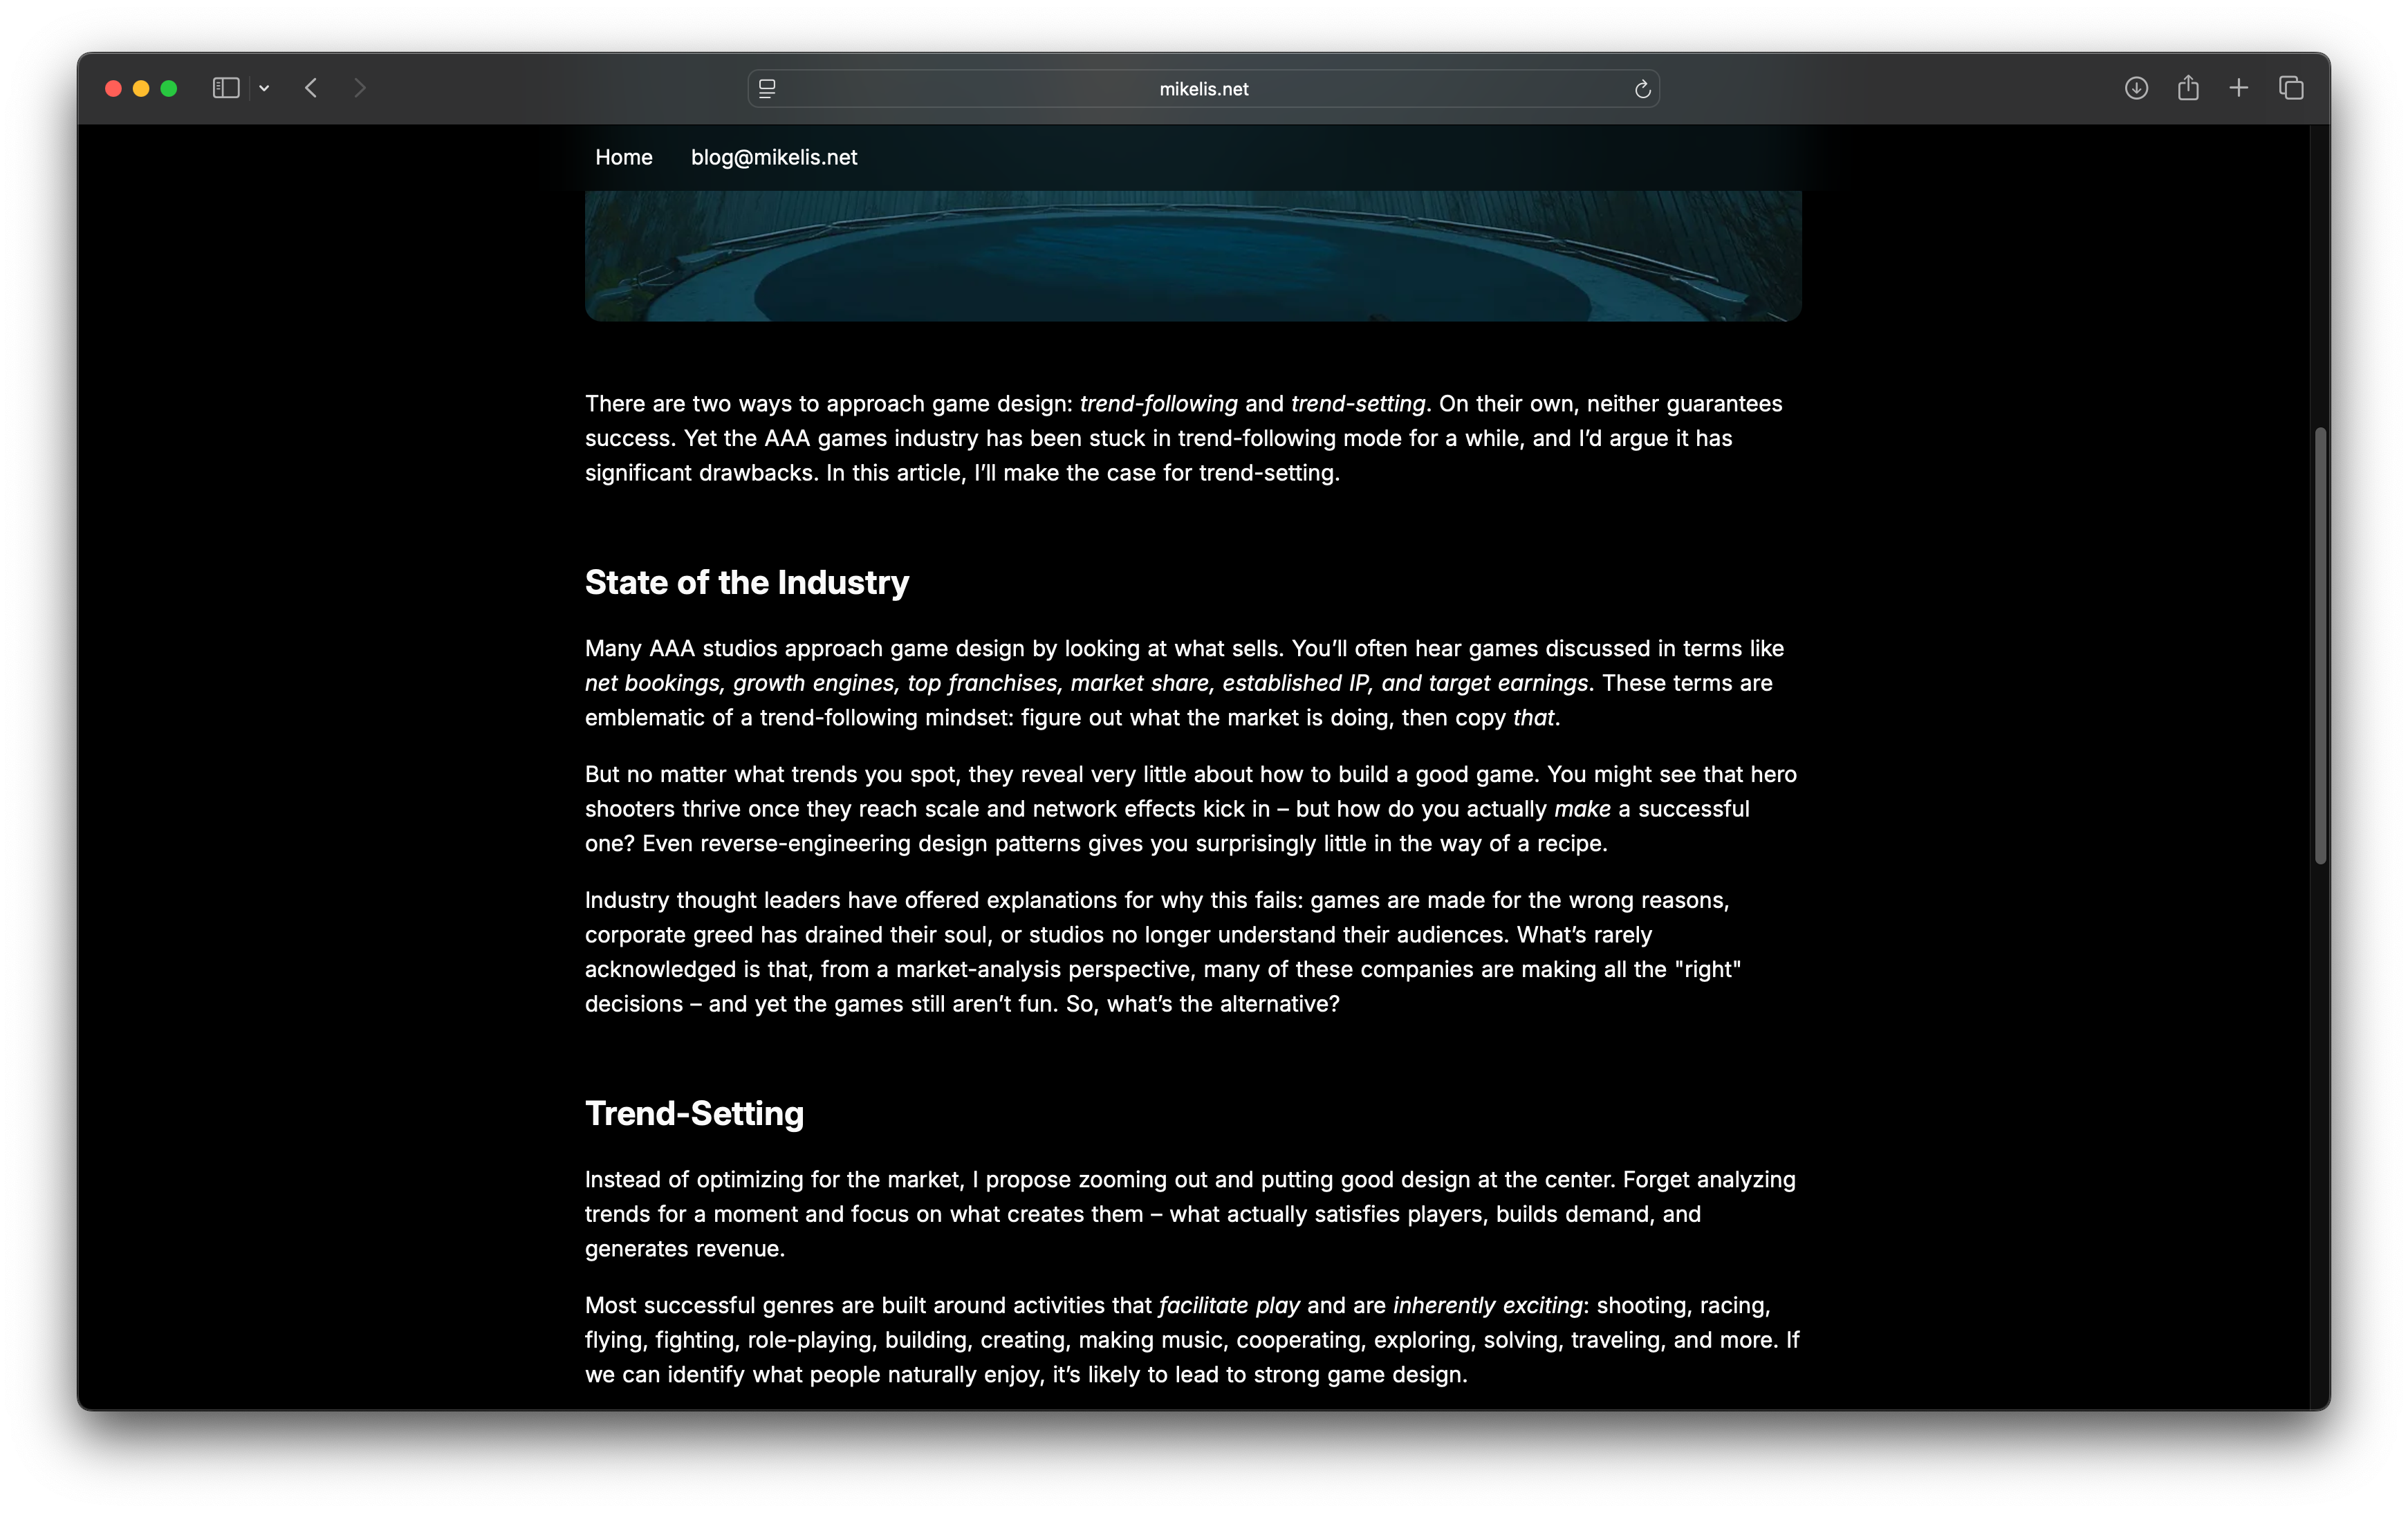 mikelis.net
Home
blog@mikelis.net
There are two ways to approach game design: trend-following and trend-setting. On their own, neither guarantees
success. Yet the AAA games industry has been stuck in trend-following mode for a while, and I’d argue it has
significant drawbacks. In this article, I’ll make the case for trend-setting.
State of the Industry
Many AAA studios approach game design by looking at what sells. You’ll often hear games discussed in terms like
net bookings, growth engines, top franchises, market share, established IP, and target earnings. These terms are
emblematic of a trend-following mindset: figure out what the market is doing, then copy that.
But no matter what trends you spot, they reveal very little about how to build a good game. You might see that hero
shooters thrive once they reach scale and network effects kick in – but how do you actually make a successful
one? Even reverse-engineering design patterns gives you surprisingly little in the way of a recipe.
Industry thought leaders have offered explanations for why this fails: games are made for the wrong reasons,
corporate greed has drained their soul, or studios no longer understand their audiences. What’s rarely
acknowledged is that, from a market-analysis perspective, many of these companies are making all the "right"
decisions – and yet the games still aren’t fun. So, what’s the alternative?
Trend-Setting
Instead of optimizing for the market, I propose zooming out and putting good design at the center. Forget analyzing
trends for a moment and focus on what creates them – what actually satisfies players, builds demand, and
generates revenue.
Most successful genres are built around activities that facilitate play and are inherently exciting: shooting, racing,
flying, fighting, role-playing, building, creating, making music, cooperating, exploring, solving, traveling, and more. If
we can identify what people naturally enjoy, it’s likely to lead to strong game design.